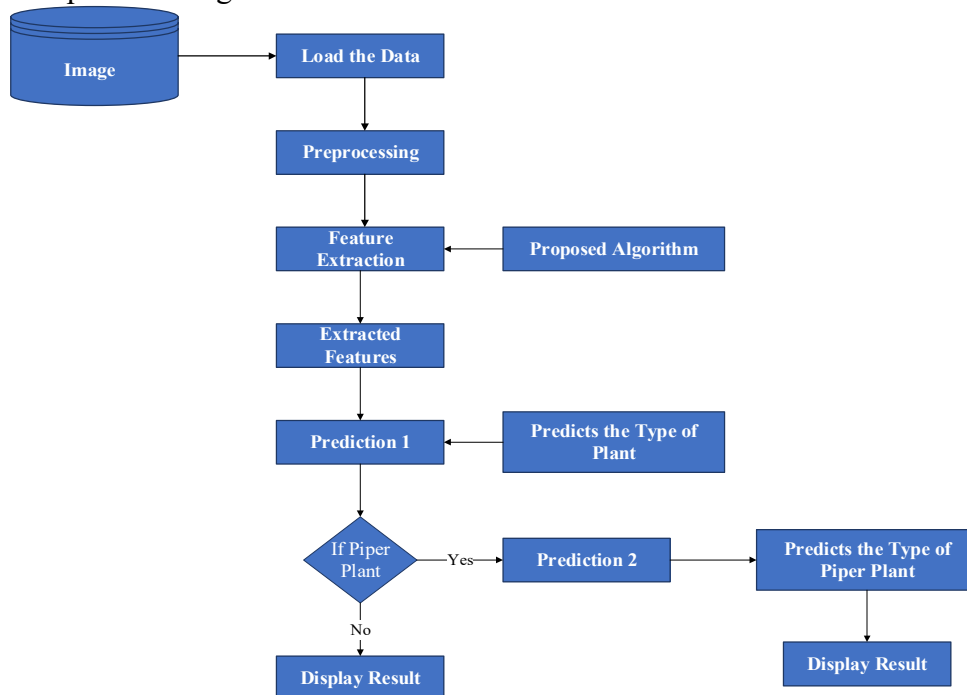 Image
Load the Data
Preprocessing
Feature
Extraction
Proposed Algorithm
Extracted
Features
Prediction 1
Predicts the Type of
Plant
If Piper
Plant
Yes
Prediction 2
Predicts the Type of
Piper Plant
No
Display Result
Display Result